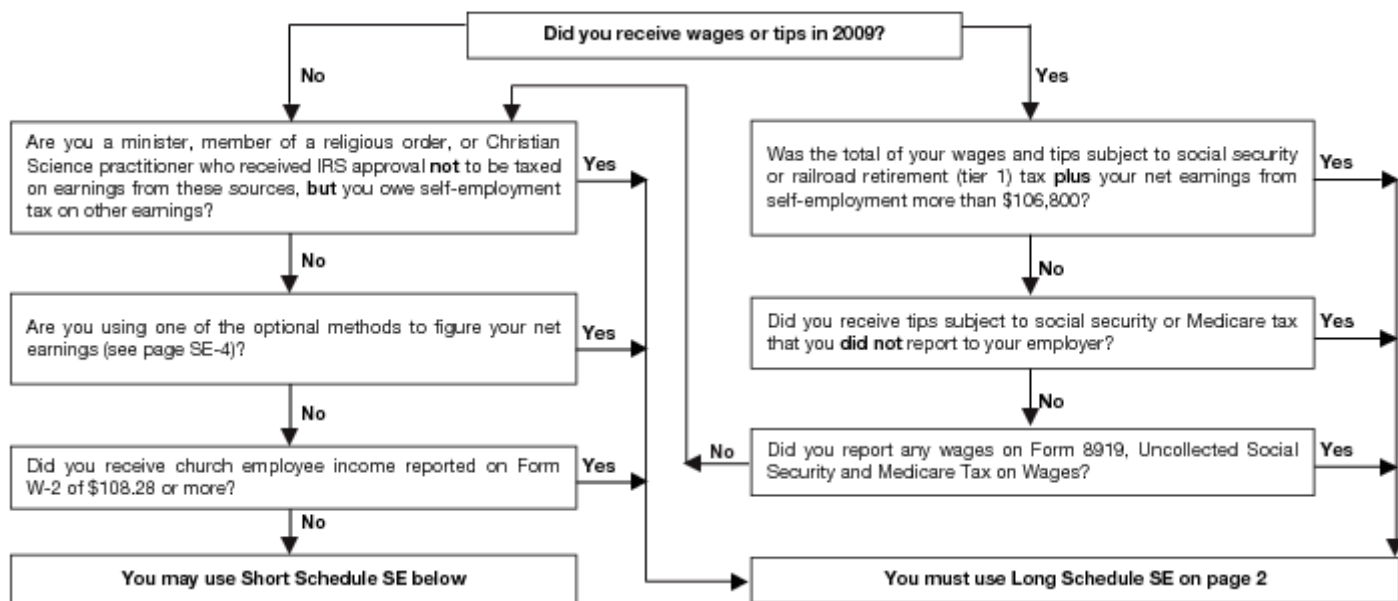 Did you receive wages or tips in 2009?
No
Yes
Are you a minister, member of a religious order, or Christian
Science practitioner who received IRS approval not to be taxed
on earnings from these sources, but you owe self-employment
tax on other earnings?
Yes
Was the total of your wages and tips subject to social security
or railroad retirement (tier 1) tax plus your net earnings from
self-employment more than $106,800?
Yes
No
No
Are you using one of the optional methods to figure your net
earnings (see page SE-4)?
Yes
Did you receive tips subject to social security or Medicare tax
that you did not report to your employer?
Yes
No
No
Did you receive church employee income reported on Form
W-2 of $108.28 or more?
Yes
No
Did you report any wages on Form 8919, Uncollected Social
Security and Medicare Tax on Wages?
Yes
No
You may use Short Schedule SE below
You must use Long Schedule SE on page 2